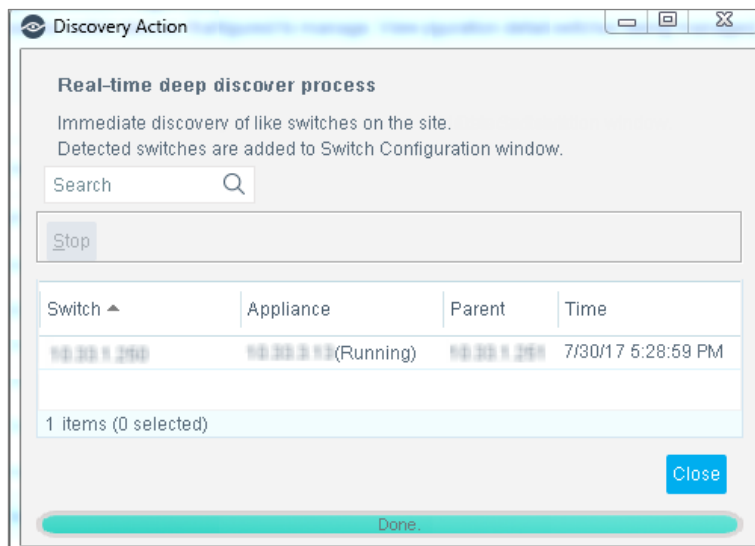 Discovery Action
Real-time deep discover process
Immediate discovery of like switches on the site.
Detected switches are added to Switch Configuration window.
Search
Stop
Switch Appliance Parent Time
(Running) 7/30/17 5:28:59 PM
1 items (0 selected)
Close
Done.